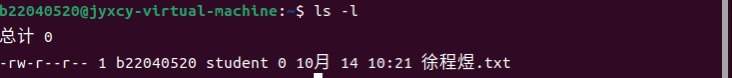 b22040520@jyxcy-virtual-machine:~$ ls -l
总计 0
-rw-r--r-- 1 b22040520 student 0 10月 14 10:21 徐程煜.txt